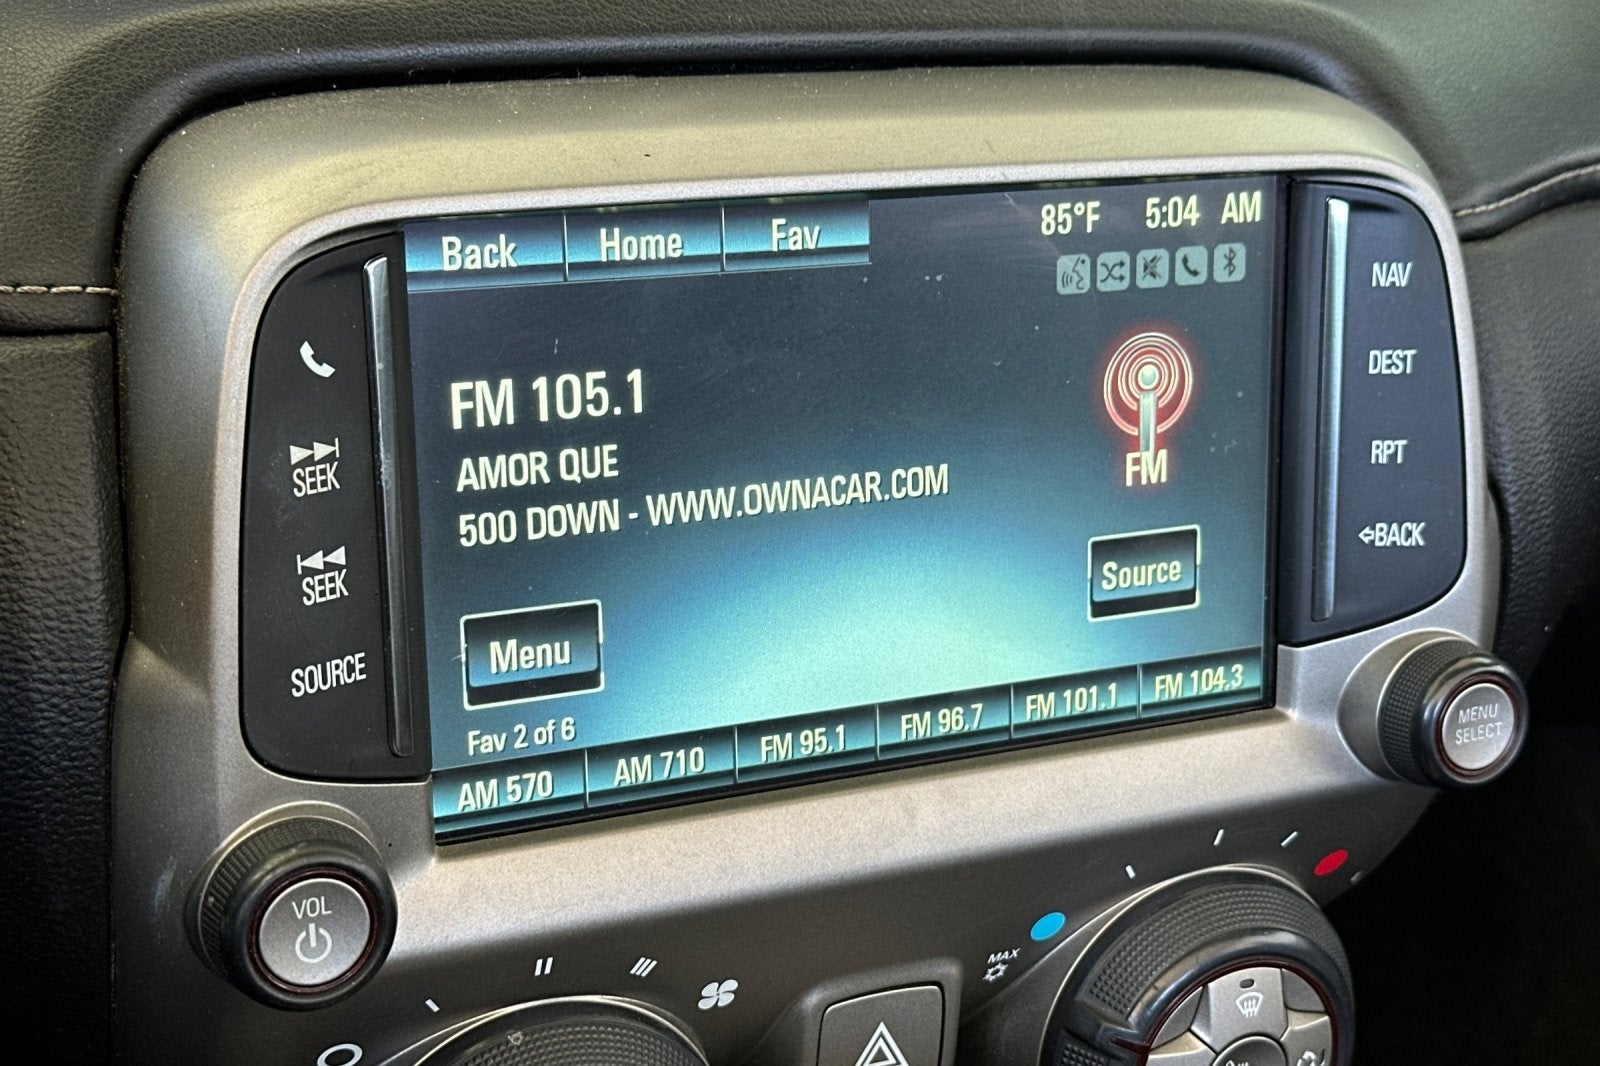 Back Home Fav
85°F 5:04 AM
NAV
DEST
RPT
BACK
SEEK
SEEK
SOURCE
FM 105.1
AMOR QUE
500 DOWN - WWW.OWNACAR.COM
FM
Source
Menu
Fav 2 of 6
AM 570 AM 710 FM 95.1 FM 96.7 FM 101.1 FM 104.3
MENU
SELECT
VOL
MAX